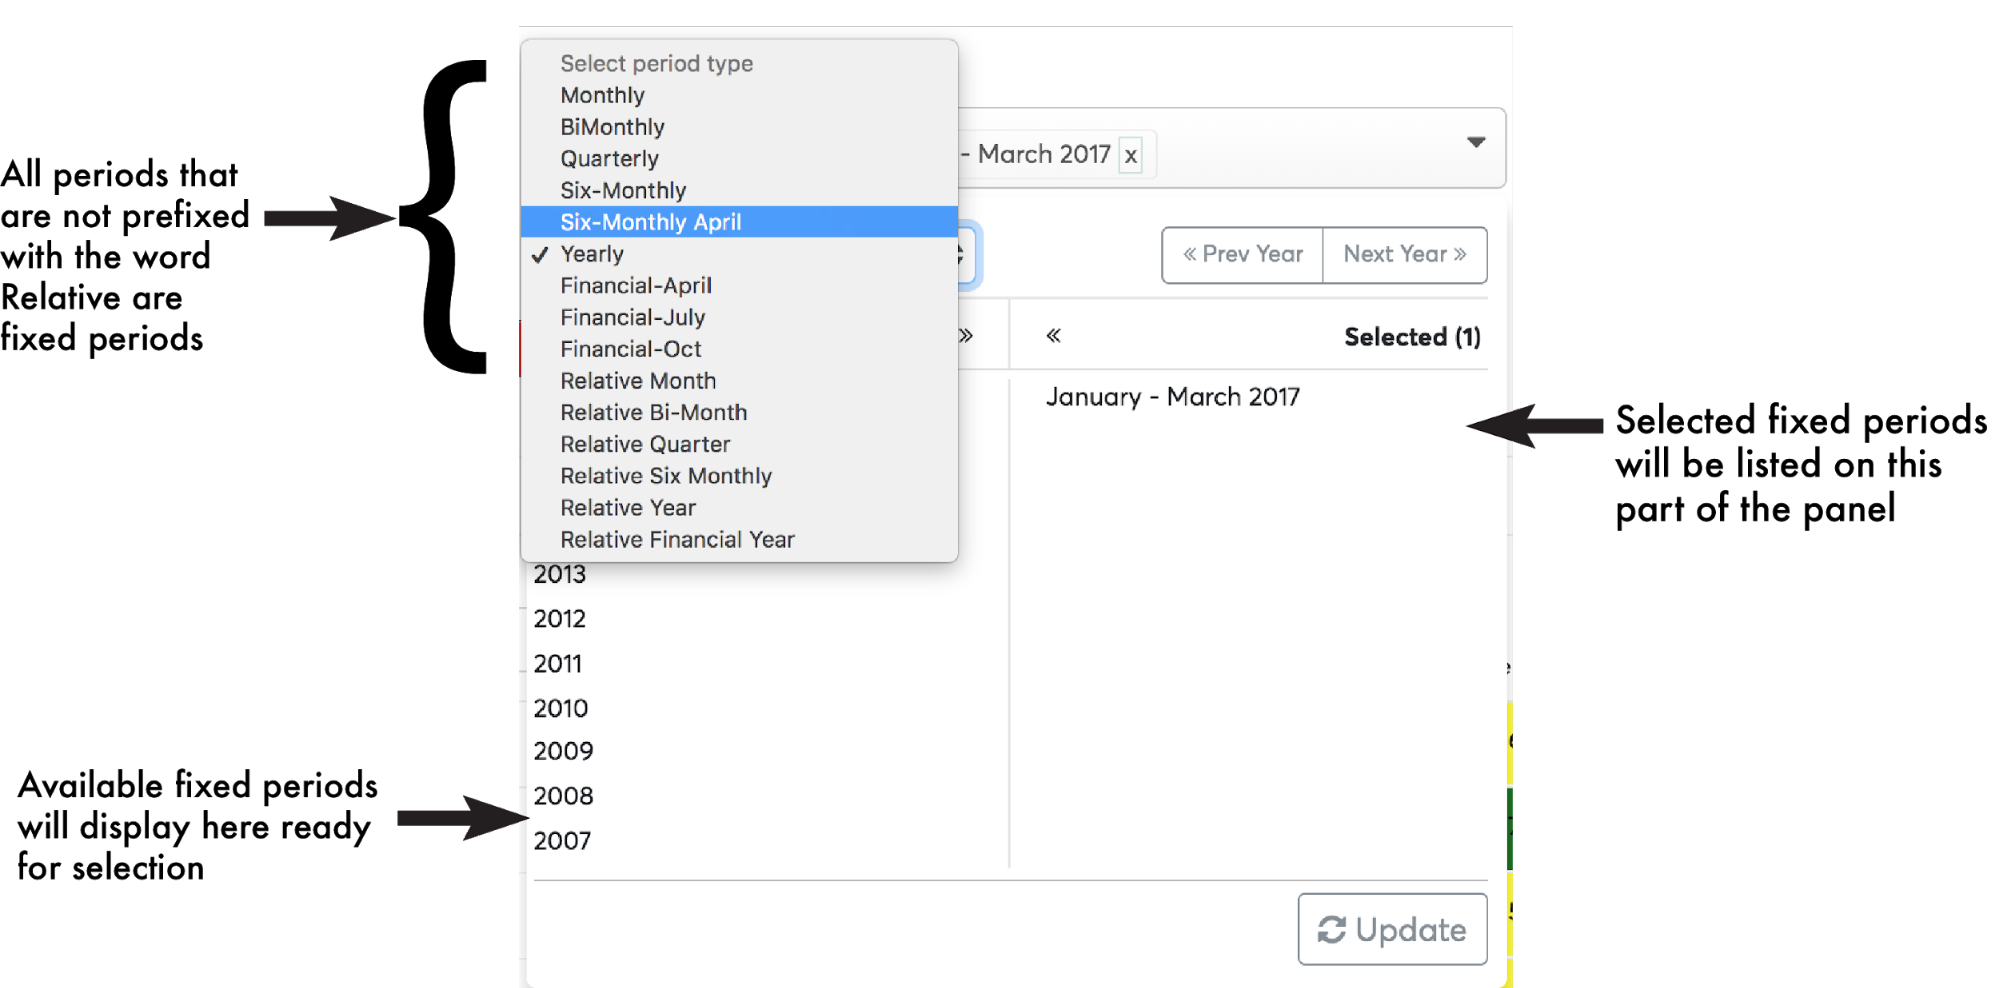 All periods that
are not prefixed
with the word
Relative are
fixed periods
Select period type
Monthly
BiMonthly
Quarterly
Six-Monthly
Six-Monthly April
✓ Yearly
Financial-April
Financial-July
Financial-Oct
Relative Month
Relative Bi-Month
Relative Quarter
Relative Six Monthly
Relative Year
Relative Financial Year
- March 2017 x
« Prev Year Next Year »
» « Selected (1)
January - March 2017
Selected fixed periods
will be listed on this
part of the panel
2013
2012
2011
2010
2009
2008
2007
Available fixed periods
will display here ready
for selection
Update